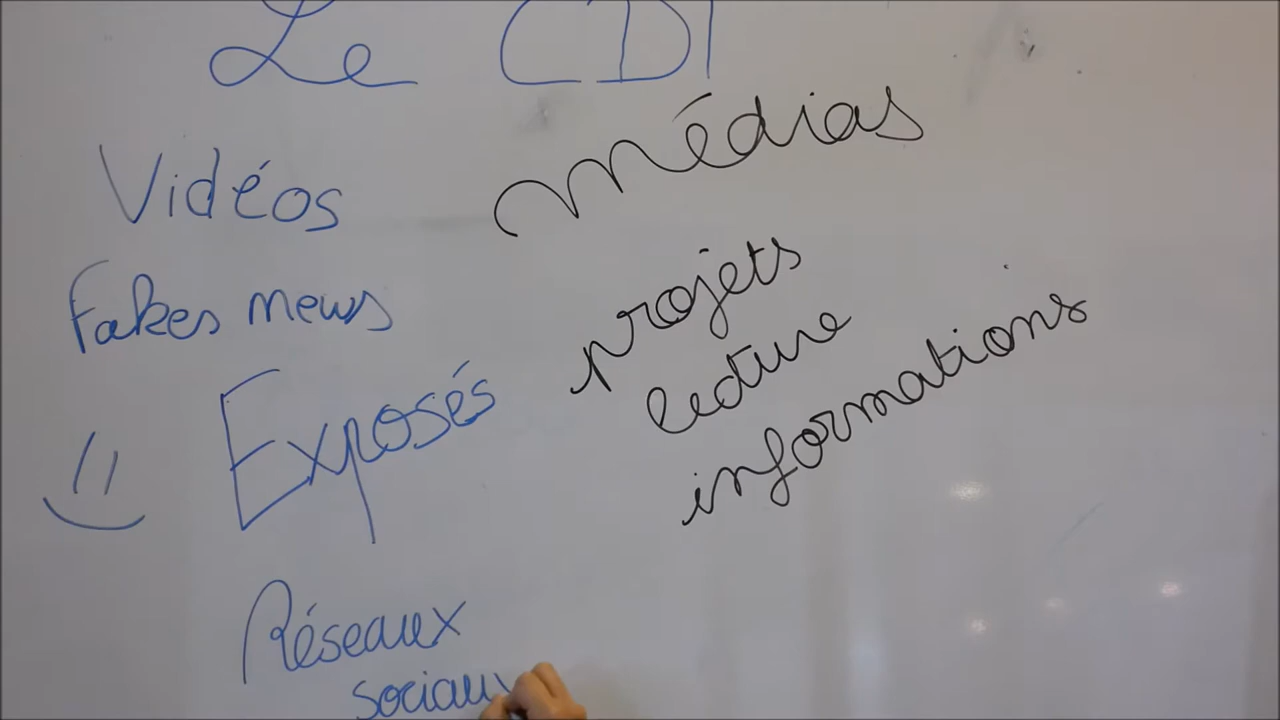 Le CDI
Vidéos
Fakes news
Exposés
Réseaux
sociaux
médias
projets
lecture
informations